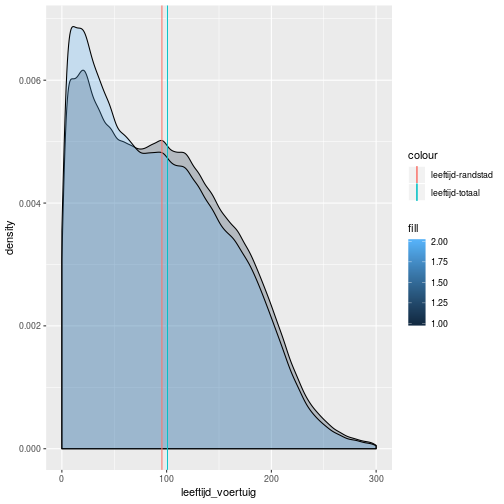 0.006
0.004
0.002
0.000
density
0
100
200
300
leeftijd_voertuig
colour
leeftijd-randstad
leeftijd-totaal
fill
2.00
1.75
1.50
1.25
1.00